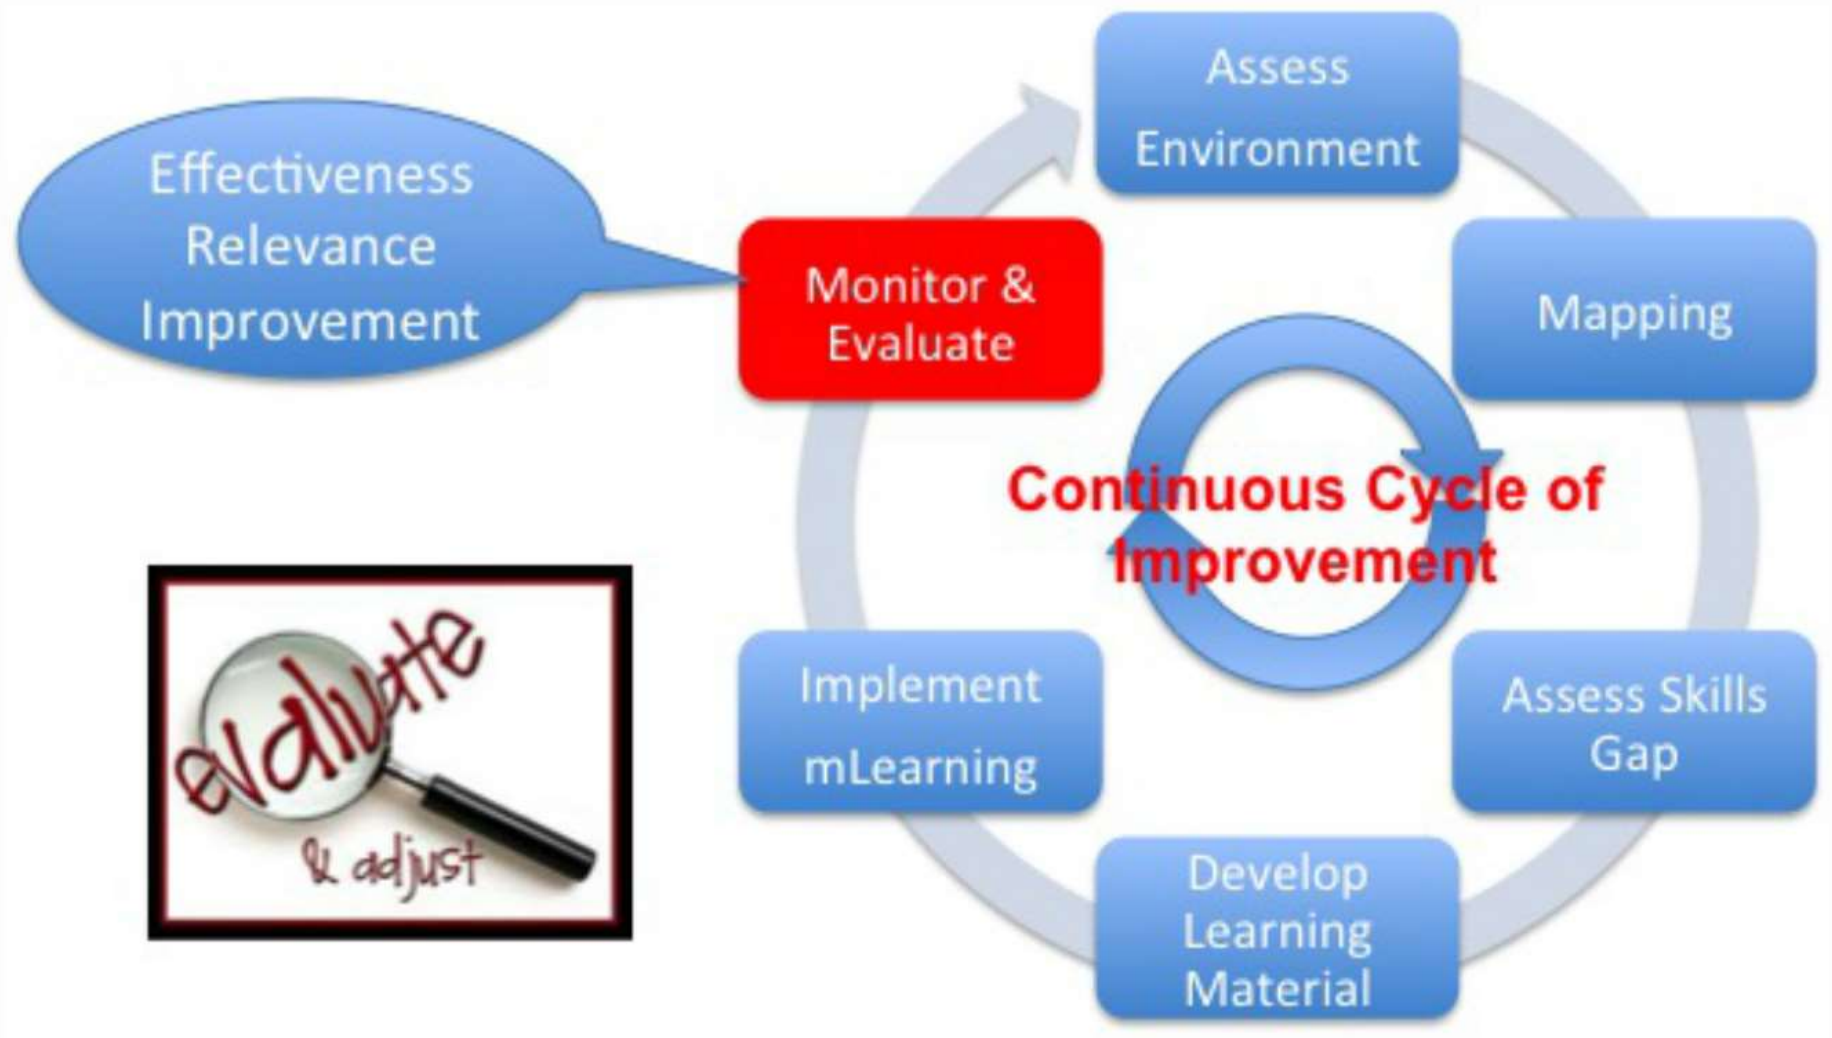 Effectiveness
Relevance
Improvement
Assess
Environment
Mapping
Assess Skills
Gap
Develop
Learning
Material
Implement
mLearning
Monitor &
Evaluate
Continuous Cycle of
Improvement
evaluate
& adjust